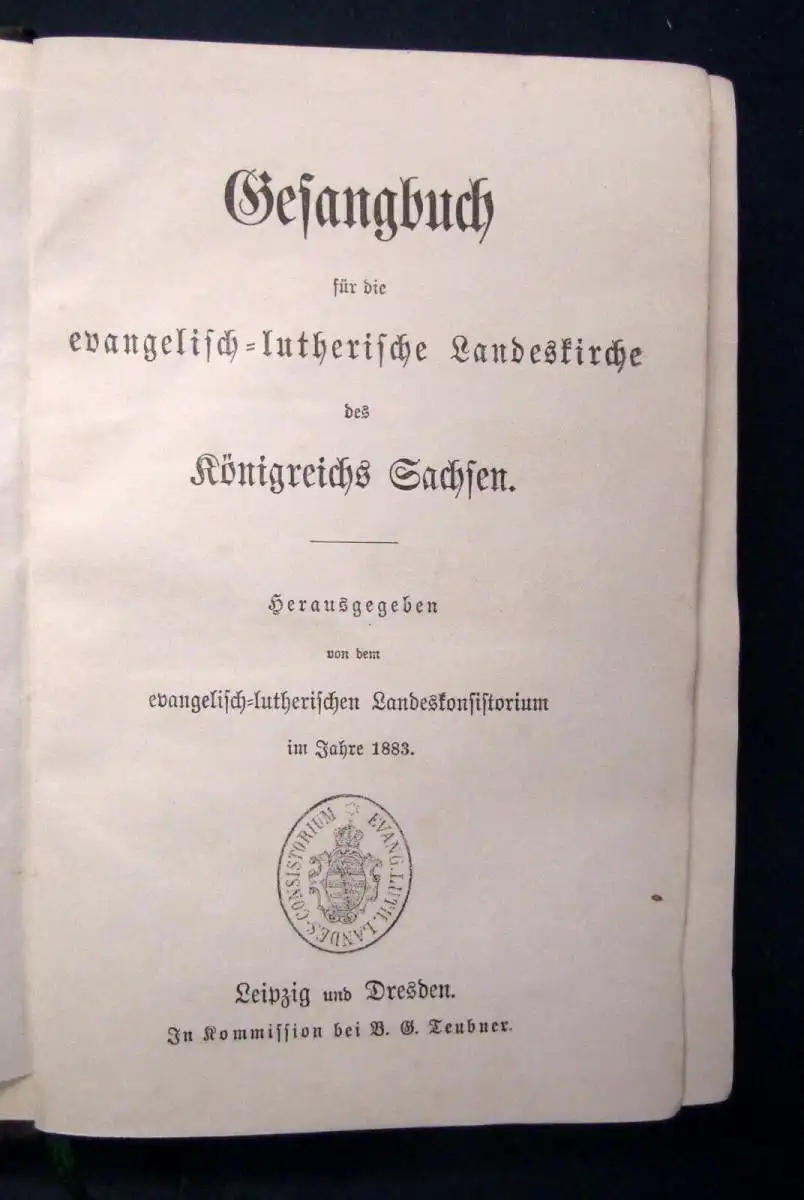 Gesangbuch
für die
evangelisch-lutherische Landeskirche
des
Königreichs Sachsen.
Herausgegeben
von dem
evangelisch-lutherischen Landeskonsistorium
im Jahre 1883.
EVANG. LUTH. LANDES-CONSISTORIUM
Leipzig und Dresden.
In Kommission bei B. G. Teubner.